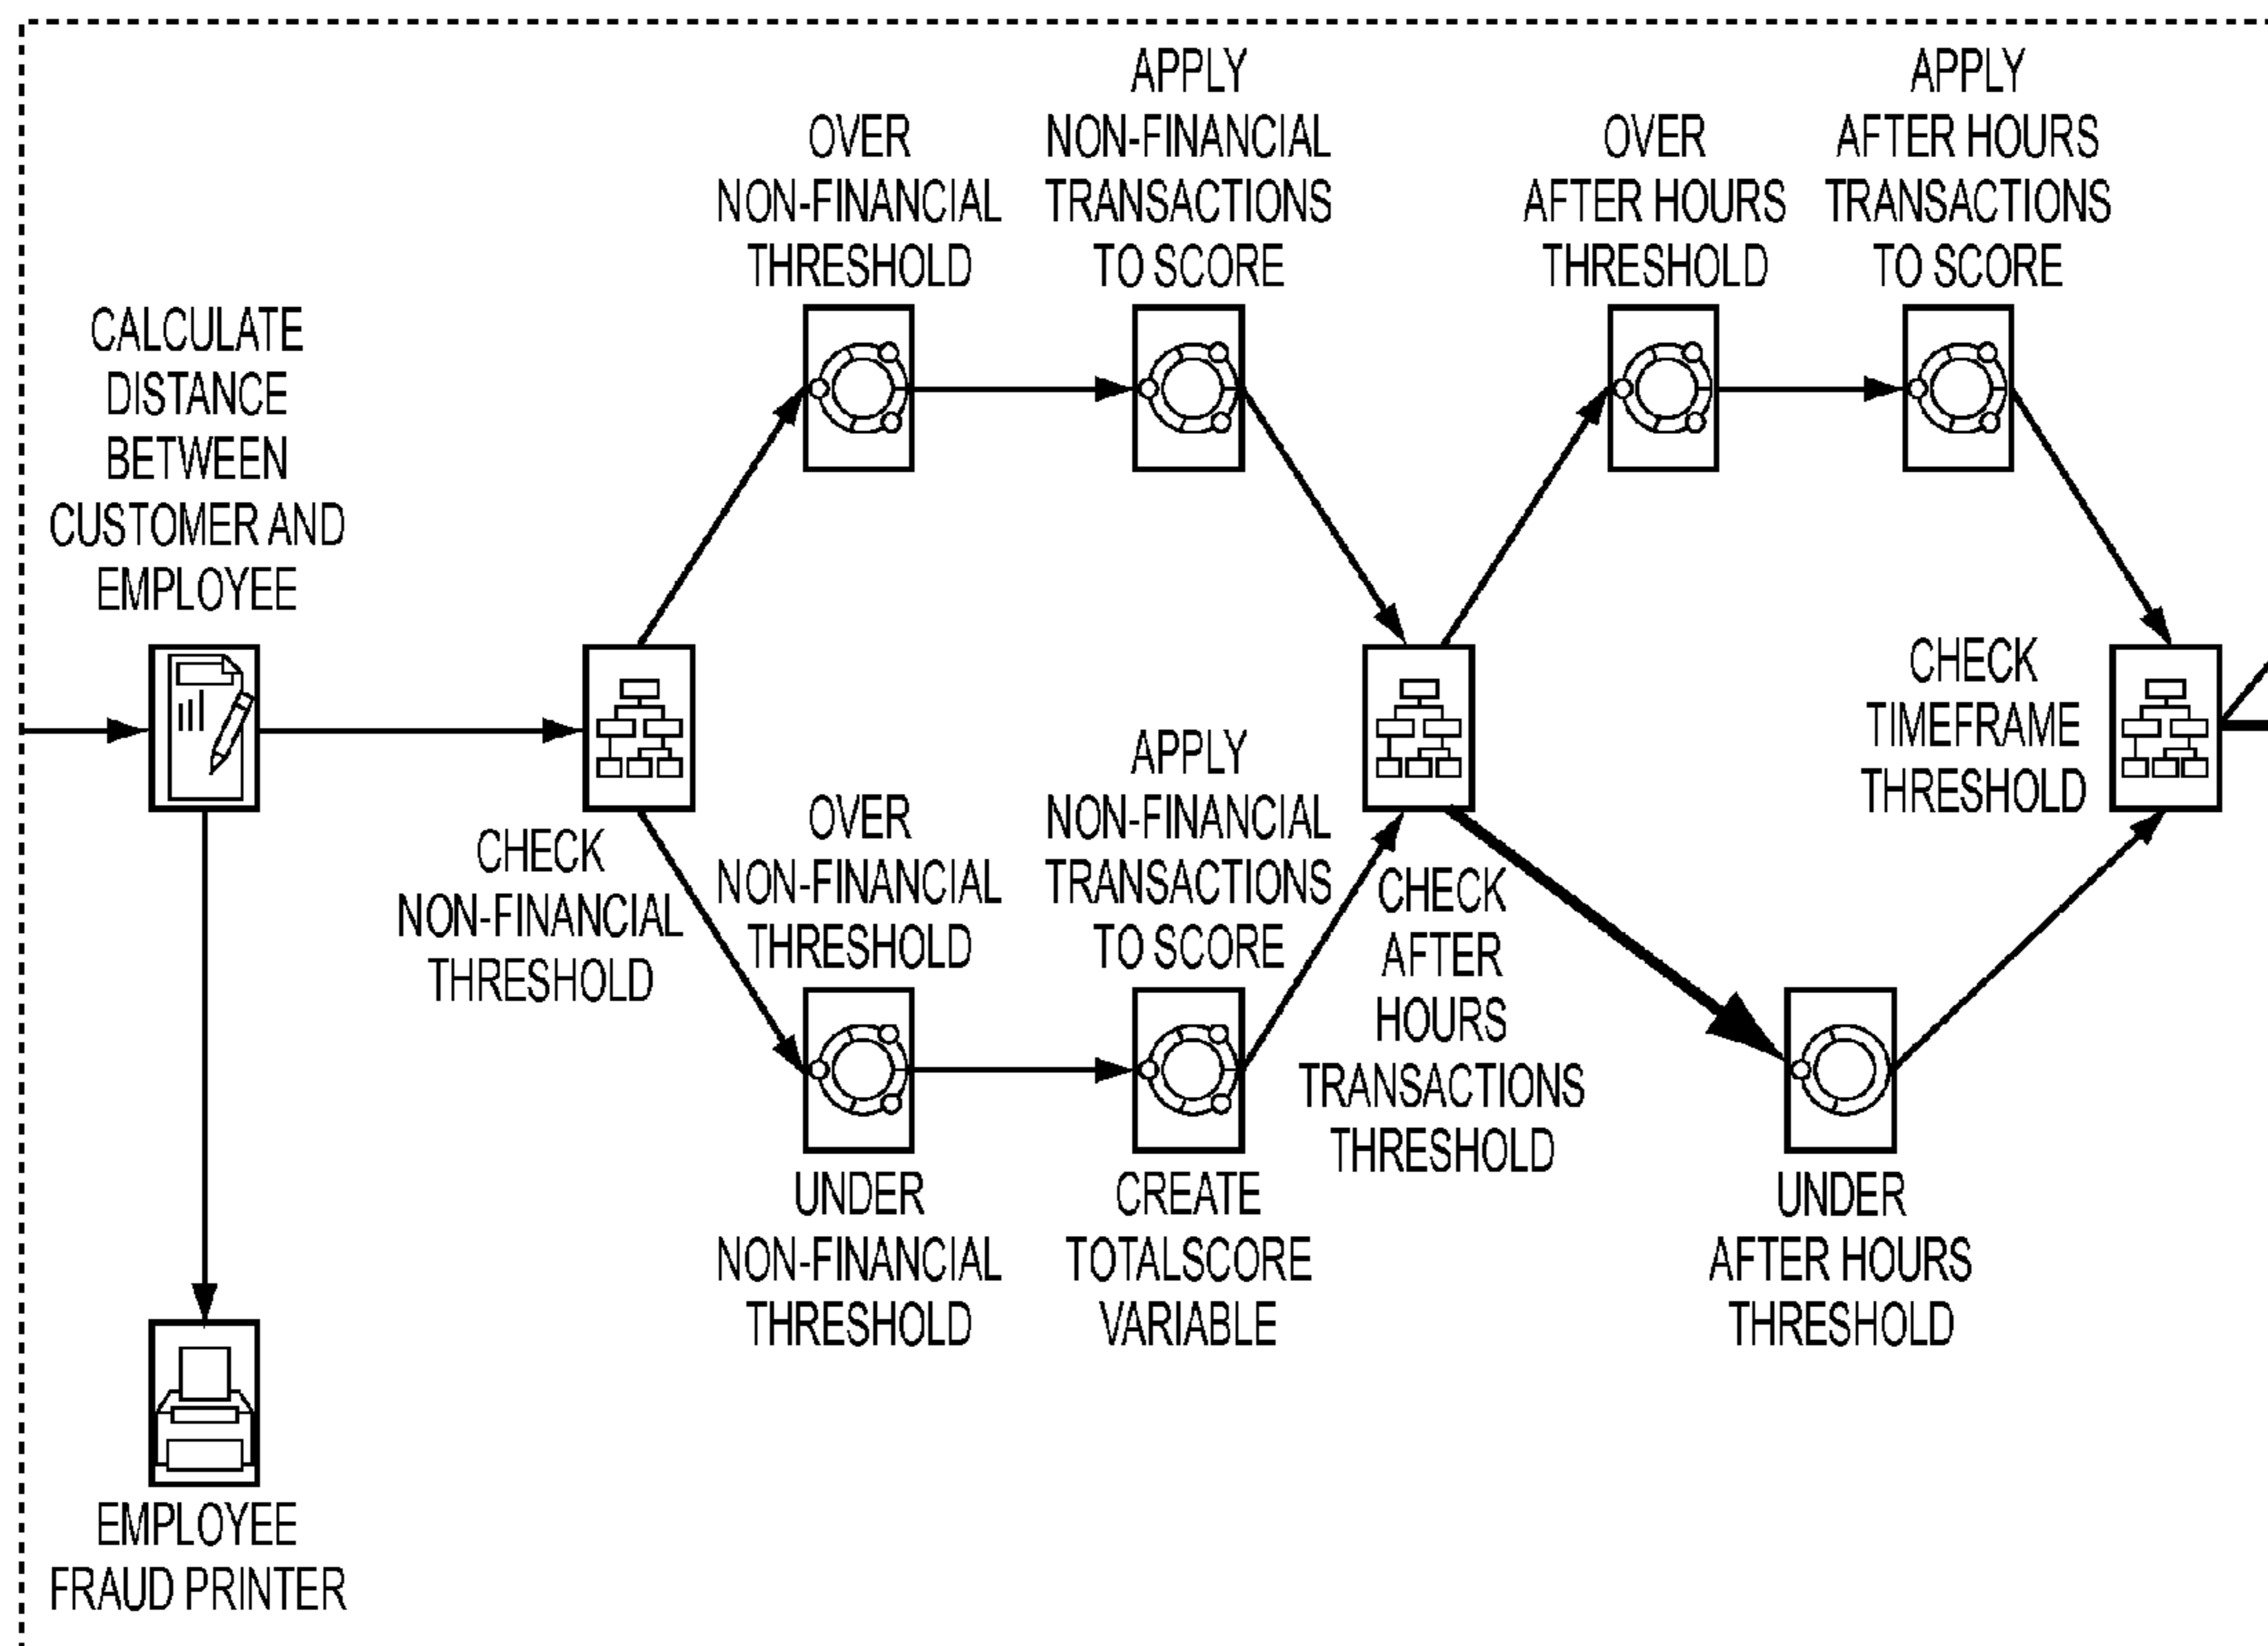 CALCULATE
DISTANCE
BETWEEN
CUSTOMER AND
EMPLOYEE
EMPLOYEE
FRAUD PRINTER
CHECK
NON-FINANCIAL
THRESHOLD
OVER
NON-FINANCIAL
THRESHOLD
APPLY
NON-FINANCIAL
TRANSACTIONS
TO SCORE
OVER
NON-FINANCIAL
THRESHOLD
UNDER
NON-FINANCIAL
THRESHOLD
APPLY
NON-FINANCIAL
TRANSACTIONS
TO SCORE
CREATE
TOTALSCORE
VARIABLE
CHECK
AFTER
HOURS
TRANSACTIONS
THRESHOLD
OVER
AFTER HOURS
THRESHOLD
APPLY
AFTER HOURS
TRANSACTIONS
TO SCORE
UNDER
AFTER HOURS
THRESHOLD
CHECK
TIMEFRAME
THRESHOLD